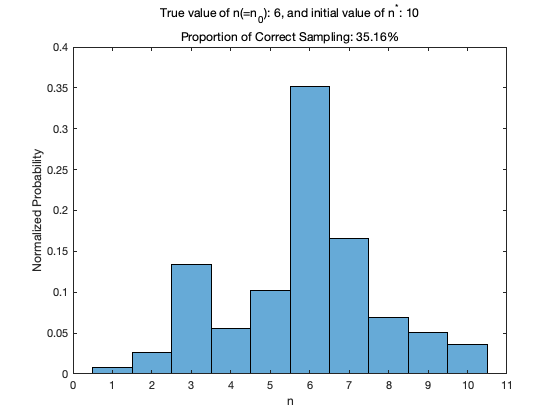 True value of n(=n0): 6, and initial value of n*: 10
Proportion of Correct Sampling: 35.16%
0.4
0.35
0.3
0.25
0.2
0.15
0.1
0.05
0
Normalized Probability
0 1 2 3 4 5 6 7 8 9 10 11
n